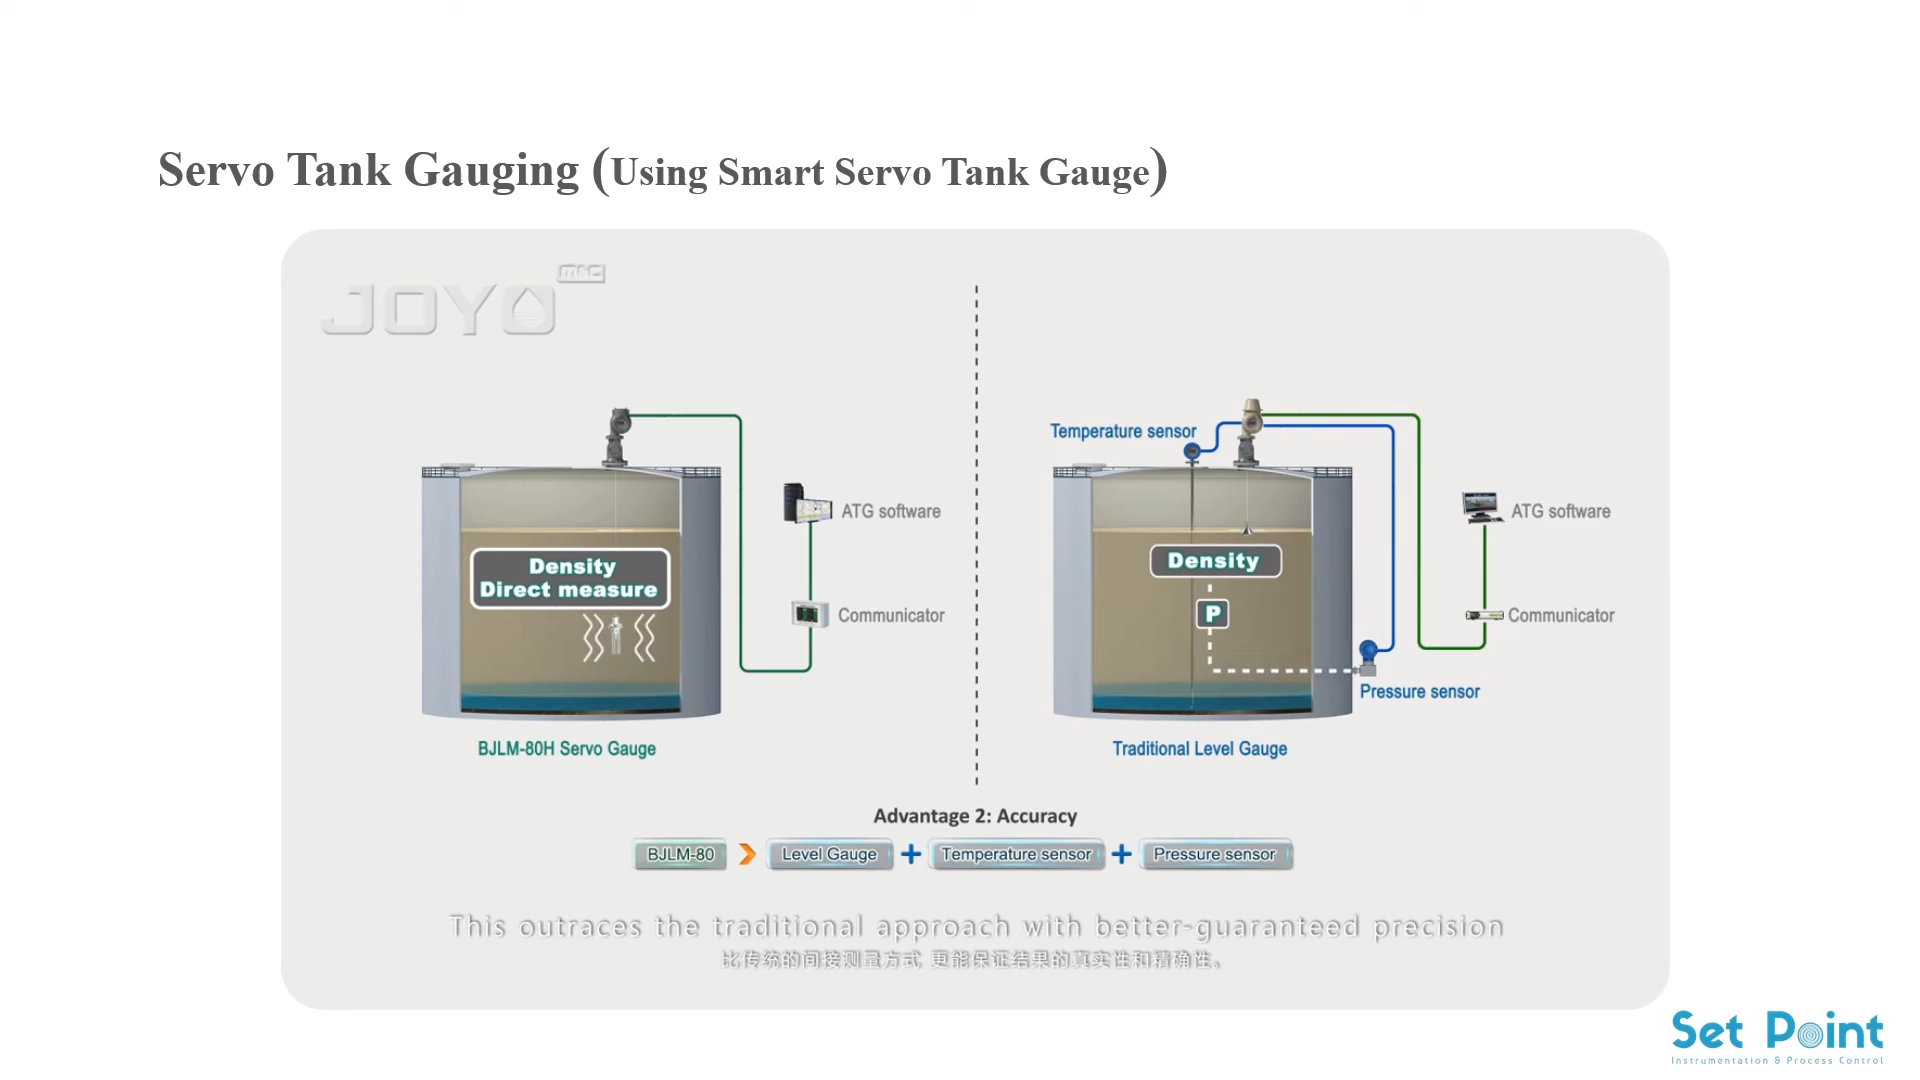 Servo Tank Gauging (Using Smart Servo Tank Gauge)
JOYO M&C
ATG software
Density
Direct measure
Communicator
BJLM-80H Servo Gauge
Temperature sensor
ATG software
Density
P
Communicator
Pressure sensor
Traditional Level Gauge
Advantage 2: Accuracy
BJLM-80 Level Gauge + Temperature sensor + Pressure sensor
This outraces the traditional approach with better-guaranteed precision
比传统的间接测量方式 更能保证结果的真实性和精确性。
Set Point
Instrumentation & Process Control